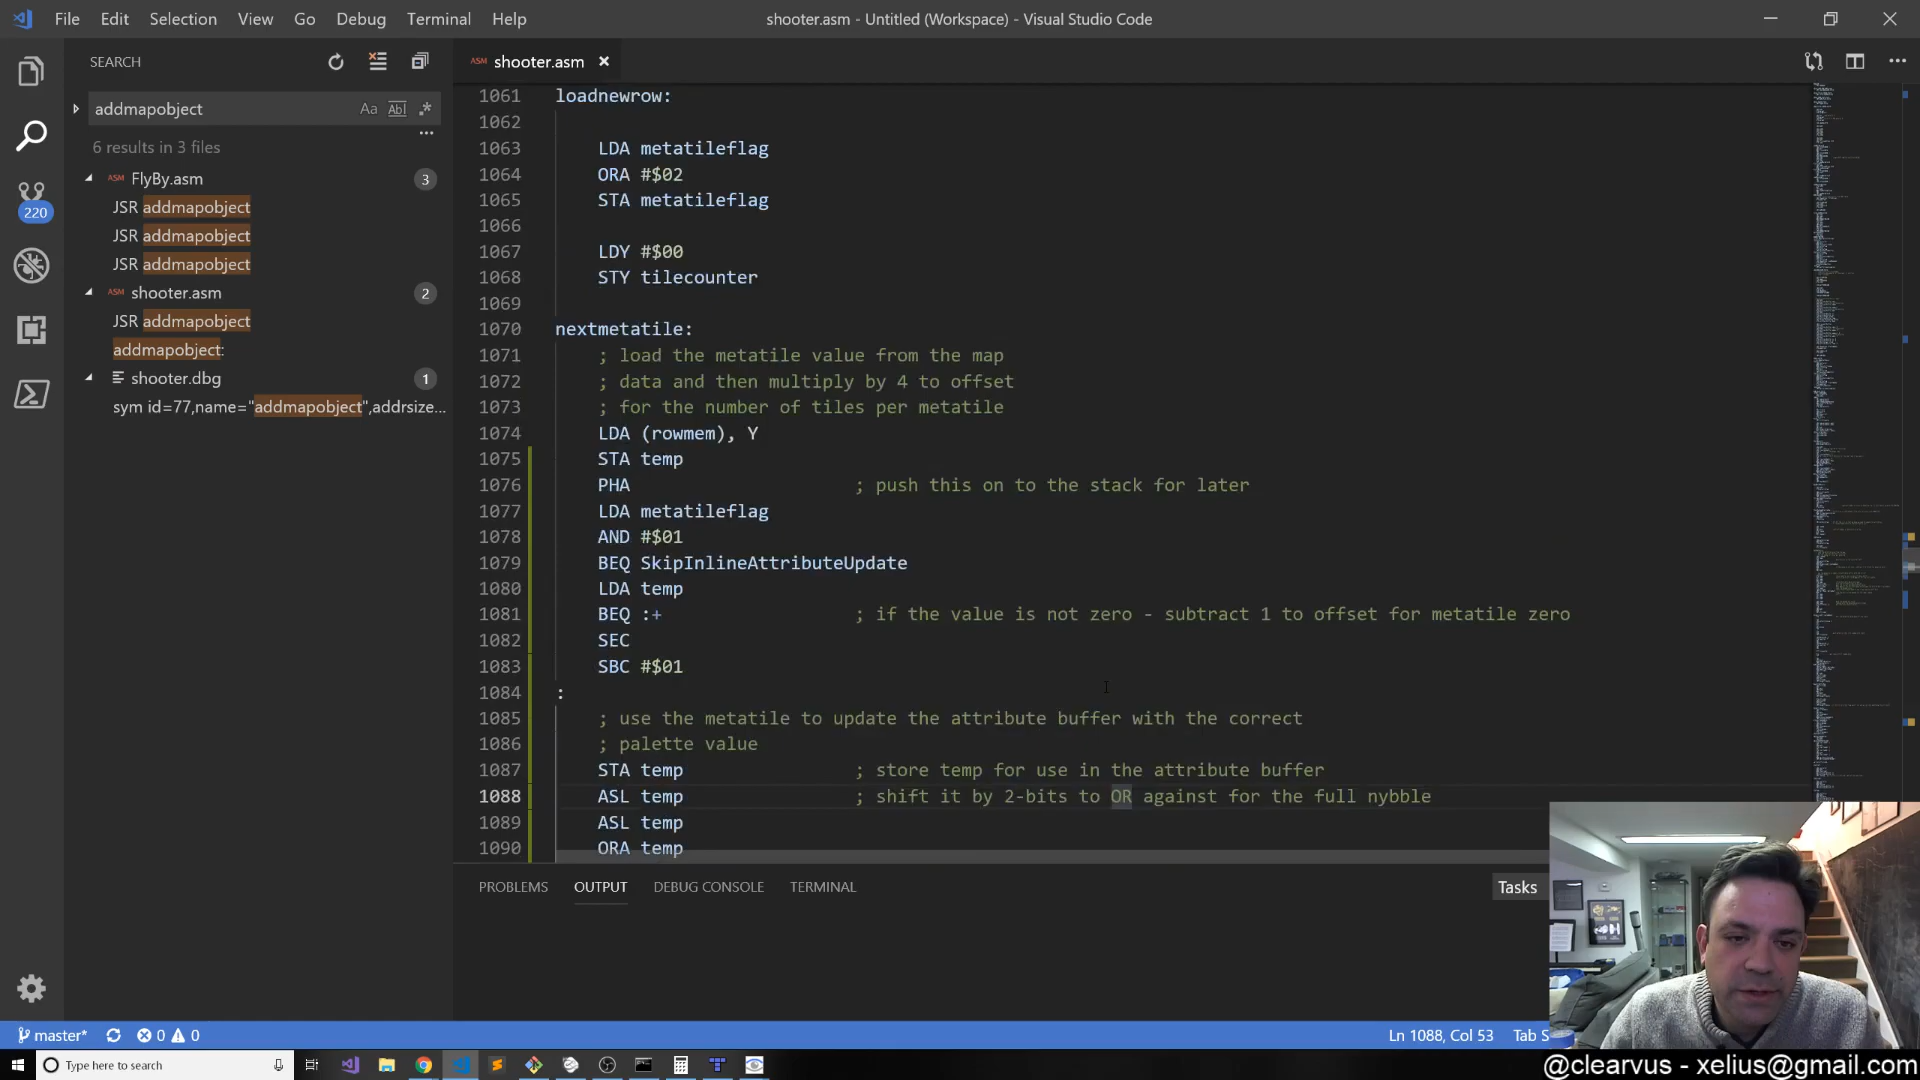 File Edit Selection View Go Debug Terminal Help
shooter.asm - Untitled (Workspace) - Visual Studio Code
SEARCH
addmapobject
Aa Abl .*
6 results in 3 files
ASM FlyBy.asm 3
JSR addmapobject
JSR addmapobject
JSR addmapobject
ASM shooter.asm 2
JSR addmapobject
addmapobject:
shooter.dbg 1
sym id=77,name="addmapobject",addrsize...
220
ASM shooter.asm
1061 loadnewrow:
1062
1063 LDA metatileflag
1064 ORA #$02
1065 STA metatileflag
1066
1067 LDY #$00
1068 STY tilecounter
1069
1070 nextmetatile:
1071 ; load the metatile value from the map
1072 ; data and then multiply by 4 to offset
1073 ; for the number of tiles per metatile
1074 LDA (rowmem), Y
1075 STA temp
1076 PHA ; push this on to the stack for later
1077 LDA metatileflag
1078 AND #$01
1079 BEQ SkipInlineAttributeUpdate
1080 LDA temp
1081 BEQ :+ ; if the value is not zero - subtract 1 to offset for metatile zero
1082 SEC
1083 SBC #$01
1084 :
1085 ; use the metatile to update the attribute buffer with the correct
1086 ; palette value
1087 STA temp ; store temp for use in the attribute buffer
1088 ASL temp ; shift it by 2-bits to OR against for the full nybble
1089 ASL temp
1090 ORA temp
PROBLEMS OUTPUT DEBUG CONSOLE TERMINAL
Tasks
master* 0 0
Ln 1088, Col 53 Tab S
Type here to search
@clearvus - xelius@gmail.com